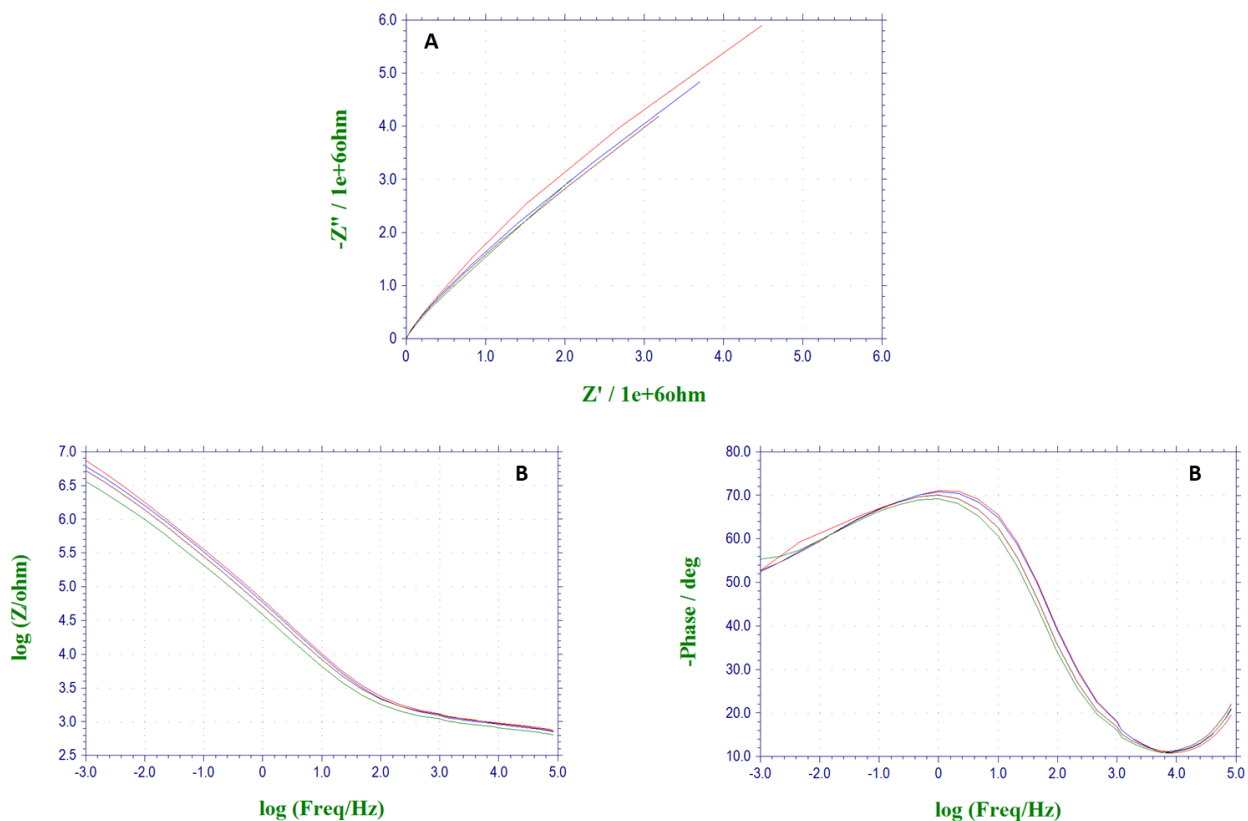 A
6.0
5.0
4.0
3.0
2.0
1.0
0
-Z" / 1e+6ohm
0 1.0 2.0 3.0 4.0 5.0 6.0
Z' / 1e+6ohm
B
7.0
6.5
6.0
5.5
5.0
4.5
4.0
3.5
3.0
2.5
log (Z/ohm)
-3.0 -2.0 -1.0 0 1.0 2.0 3.0 4.0 5.0
log (Freq/Hz)
B
80.0
70.0
60.0
50.0
40.0
30.0
20.0
10.0
-Phase / deg
-3.0 -2.0 -1.0 0 1.0 2.0 3.0 4.0 5.0
log (Freq/Hz)